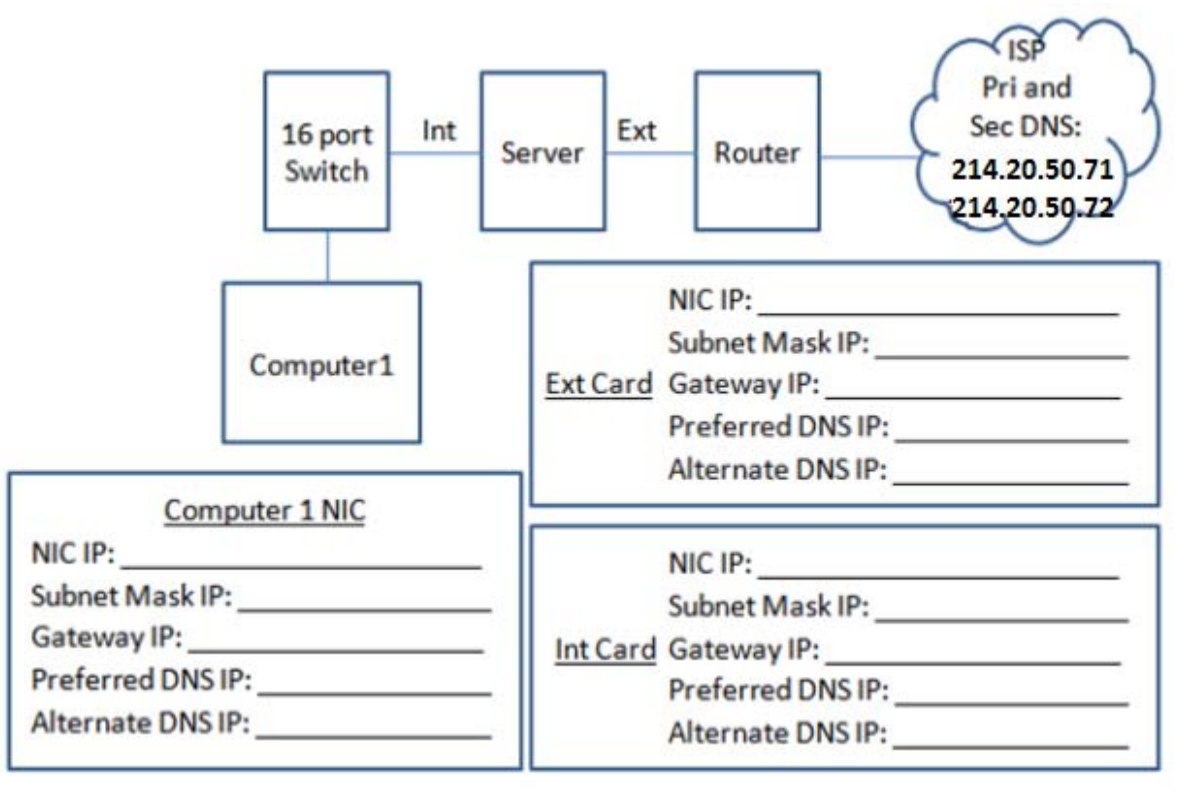 16 port
Switch
Int
Server
Ext
Router
ISP
Pri and
Sec DNS:
214.20.50.71
214.20.50.72
Computer1
Ext Card
NIC IP:
Subnet Mask IP:
Gateway IP:
Preferred DNS IP:
Alternate DNS IP:
Computer 1 NIC
NIC IP:
Subnet Mask IP:
Gateway IP:
Preferred DNS IP:
Alternate DNS IP:
Int Card
NIC IP:
Subnet Mask IP:
Gateway IP:
Preferred DNS IP:
Alternate DNS IP: